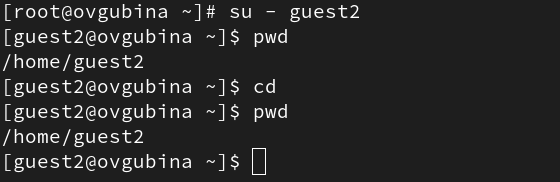 [root@ovgubina ~]# su - guest2
[guest2@ovgubina ~]$ pwd
/home/guest2
[guest2@ovgubina ~]$ cd
[guest2@ovgubina ~]$ pwd
/home/guest2
[guest2@ovgubina ~]$